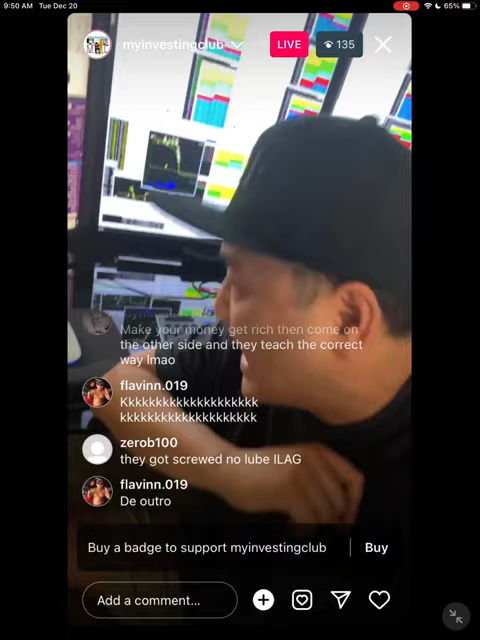 9:50 AM Tue Dec 20
65%
myinvestingclub
LIVE
135
Make your money get rich then come on
the other side and they teach the correct
way lmao
flavinn.019
Kkkkkkkkkkkkkkkkkkkk
kkkkkkkkkkkkkkkkkkkk
zerob100
they got screwed no lube ILAG
flavinn.019
De outro
Buy a badge to support myinvestingclub
Buy
Add a comment...